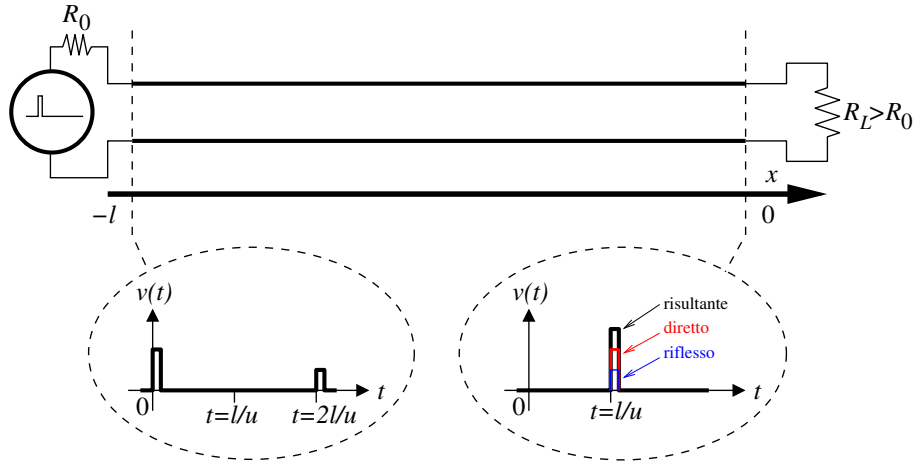 R0
RL>R0
x
−l
0
v(t)
0
t=l/u
t=2l/u
t
v(t)
risultante
diretto
riflesso
0
t=l/u
t